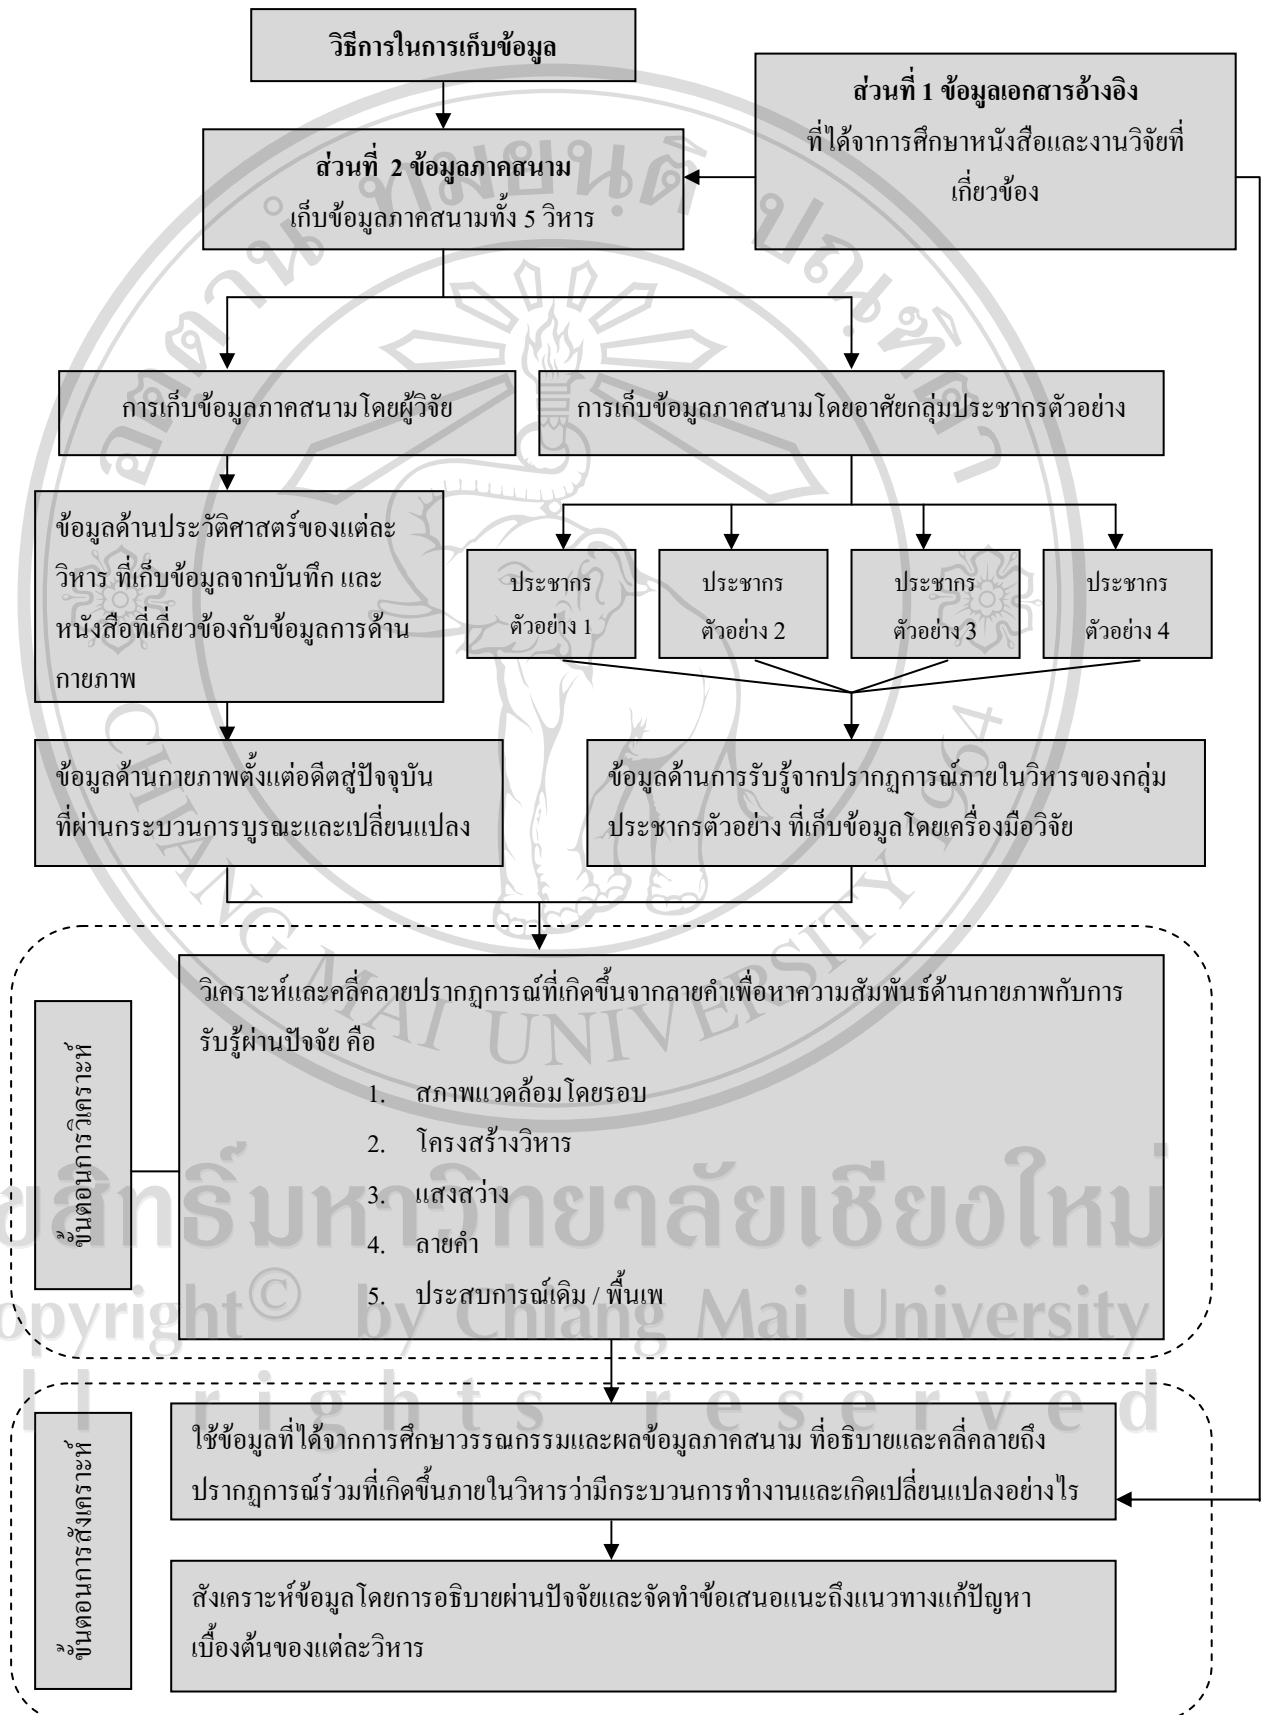 วิธีการในการเก็บข้อมูล
ส่วนที่ 1 ข้อมูลเอกสารอ้างอิง
ที่ได้จาการศึกษาหนังสือและงานวิจัยที่
เกี่ยวข้อง
ส่วนที่ 2 ข้อมูลภาคสนาม
เก็บข้อมูลภาคสนามทั้ง 5 วิหาร
การเก็บข้อมูลภาคสนามโดยผู้วิจัย
การเก็บข้อมูลภาคสนามโดยอาศัยกลุ่มประชากรตัวอย่าง
ข้อมูลด้านประวัติศาสตร์ของแต่ละ
วิหาร ที่เก็บข้อมูลจากบันทึก และ
หนังสือที่เกี่ยวข้องกับข้อมูลการด้าน
กายภาพ
ประชากร
ตัวอย่าง 1
ประชากร
ตัวอย่าง 2
ประชากร
ตัวอย่าง 3
ประชากร
ตัวอย่าง 4
ข้อมูลด้านกายภาพตั้งแต่อดีตสู่ปัจจุบัน
ที่ผ่านกระบวนการบูรณะและเปลี่ยนแปลง
ข้อมูลด้านการรับรู้จากปรากฏการณ์ภายในวิหารของกลุ่ม
ประชากรตัวอย่าง ที่เก็บข้อมูลโดยเครื่องมือวิจัย
ขั้นตอนการวิเคราะห์
วิเคราะห์และคลี่คลายปรากฏการณ์ที่เกิดขึ้นจากลายคำเพื่อหาความสัมพันธ์ด้านกายภาพกับการ
รับรู้ผ่านปัจจัย คือ
1. สภาพแวดล้อมโดยรอบ
2. โครงสร้างวิหาร
3. แสงสว่าง
4. ลายคำ
5. ประสบการณ์เดิม / พื้นเพ
ขั้นตอนการสังเคราะห์
ใช้ข้อมูลที่ได้จากการศึกษาวรรณกรรมและผลข้อมูลภาคสนาม ที่อธิบายและคลี่คลายถึง
ปรากฏการณ์ร่วมที่เกิดขึ้นภายในวิหารว่ามีกระบวนการทำงานและเกิดเปลี่ยนแปลงอย่างไร
สังเคราะห์ข้อมูลโดยการอธิบายผ่านปัจจัยและจัดทำข้อเสนอแนะถึงแนวทางแก้ปัญหา
เบื้องต้นของแต่ละวิหาร
อตฺตานํ ทมยนฺติ ปณฺฑิตา
CHIANG MAI UNIVERSITY 1964
ยสิทธิ์มหาวิทยาลัยเชียงใหม่
opyright© by Chiang Mai University
ll rights reserved